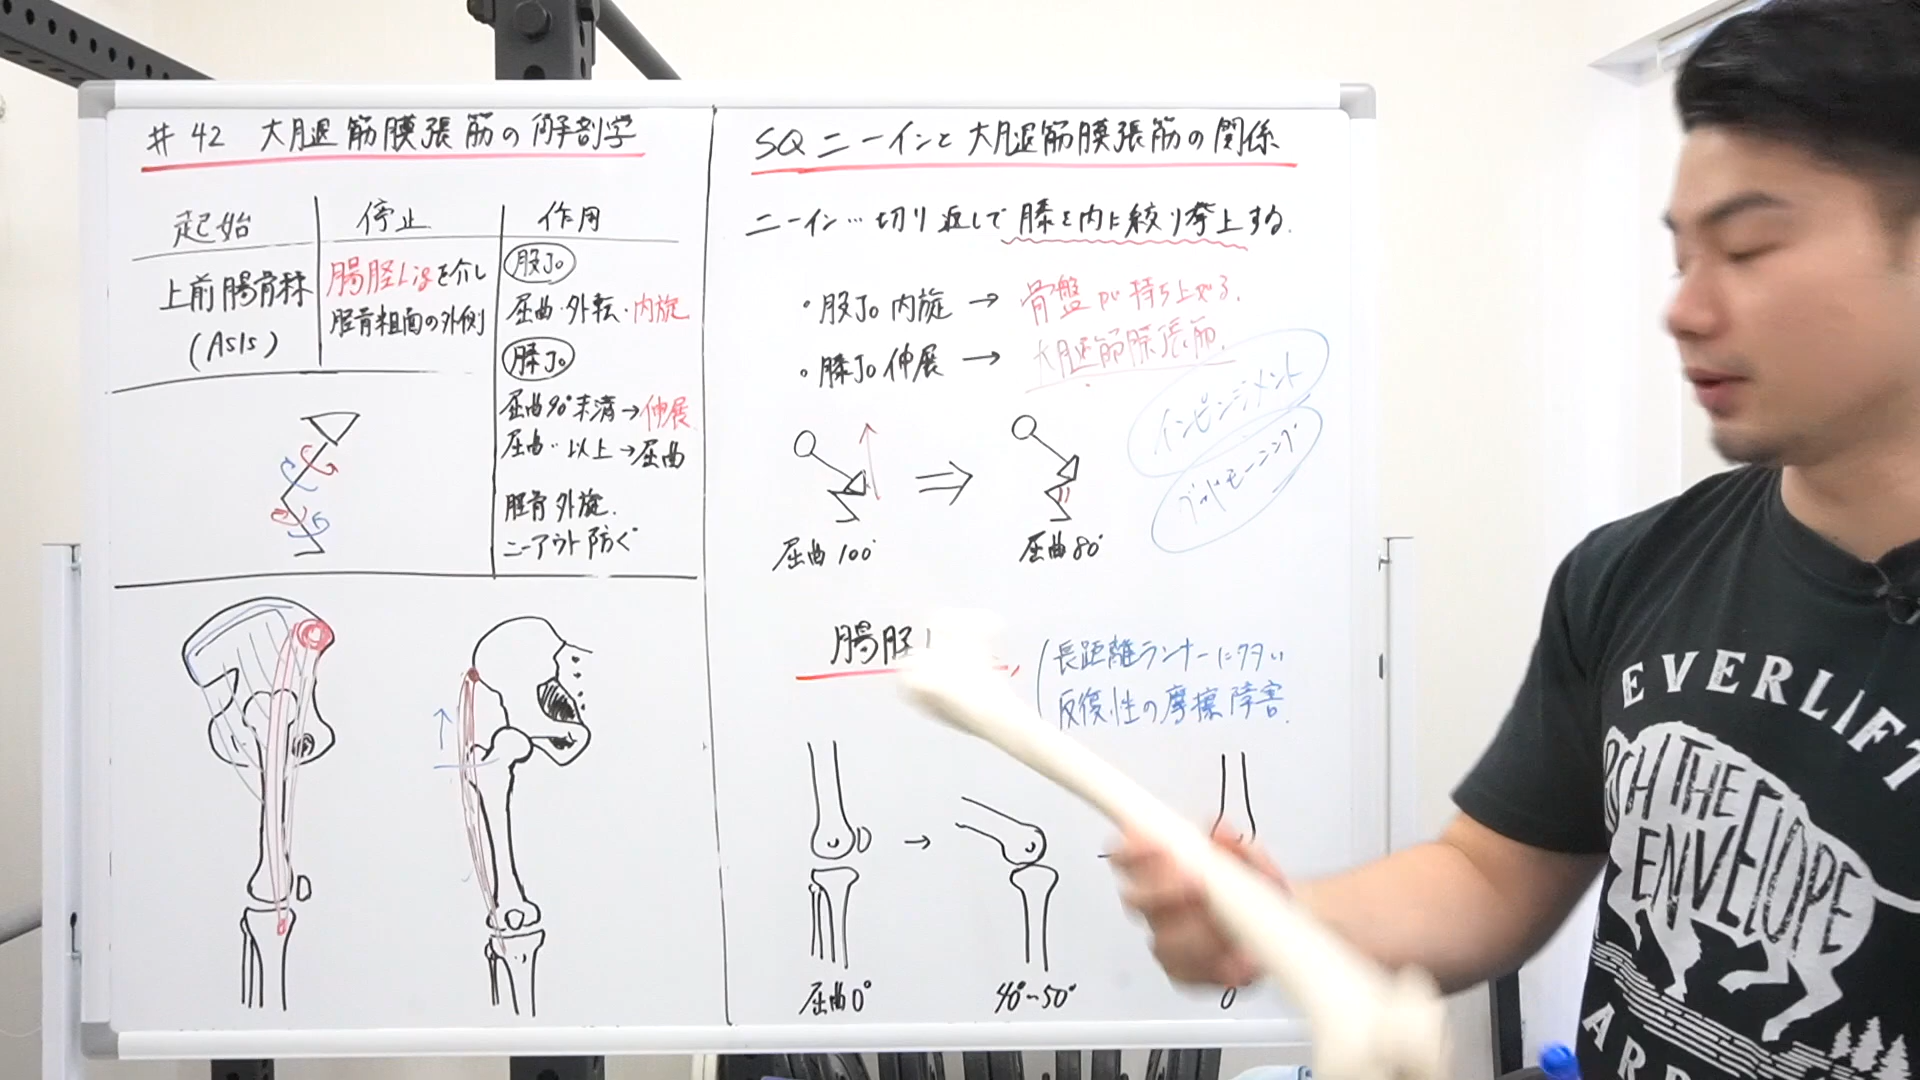 # 42 大腿筋膜張筋の解剖学
起始
停止
作用
上前腸骨棘
(ASIS)
腸脛Ligを介し
脛骨粗面の外側
股Jo
屈曲・外転・内旋
膝Jo
屈曲90°未満→伸展
屈曲〃以上→屈曲
脛骨外旋.
ニーアウト防ぐ
SQニーインと大腿筋膜張筋の関係
ニーイン…切り返しで膝を内に絞り挙上する.
・股Jo内旋 → 骨盤が持ち上がる.
・膝Jo伸展 → 大腿筋膜張筋.
インピンジメント
グッドモーニング
屈曲100°
屈曲80°
腸脛
長距離ランナーに多い
反復性の摩擦障害.
→
屈曲0°
40°~50°
0
EVERLIFT
PUSH THE
ENVELOPE